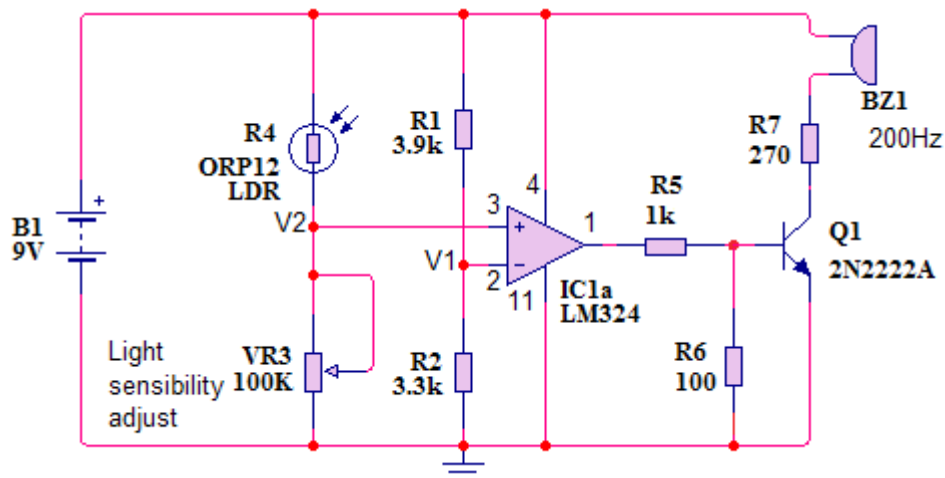 R4
ORP12
LDR
R1
3.9k
BZ1
200Hz
R7
270
B1
9V
+
V2
V1
3
+
4
2
−
11
1
IC1a
LM324
R5
1k
Q1
2N2222A
Light
sensibility
adjust
VR3
100K
R2
3.3k
R6
100